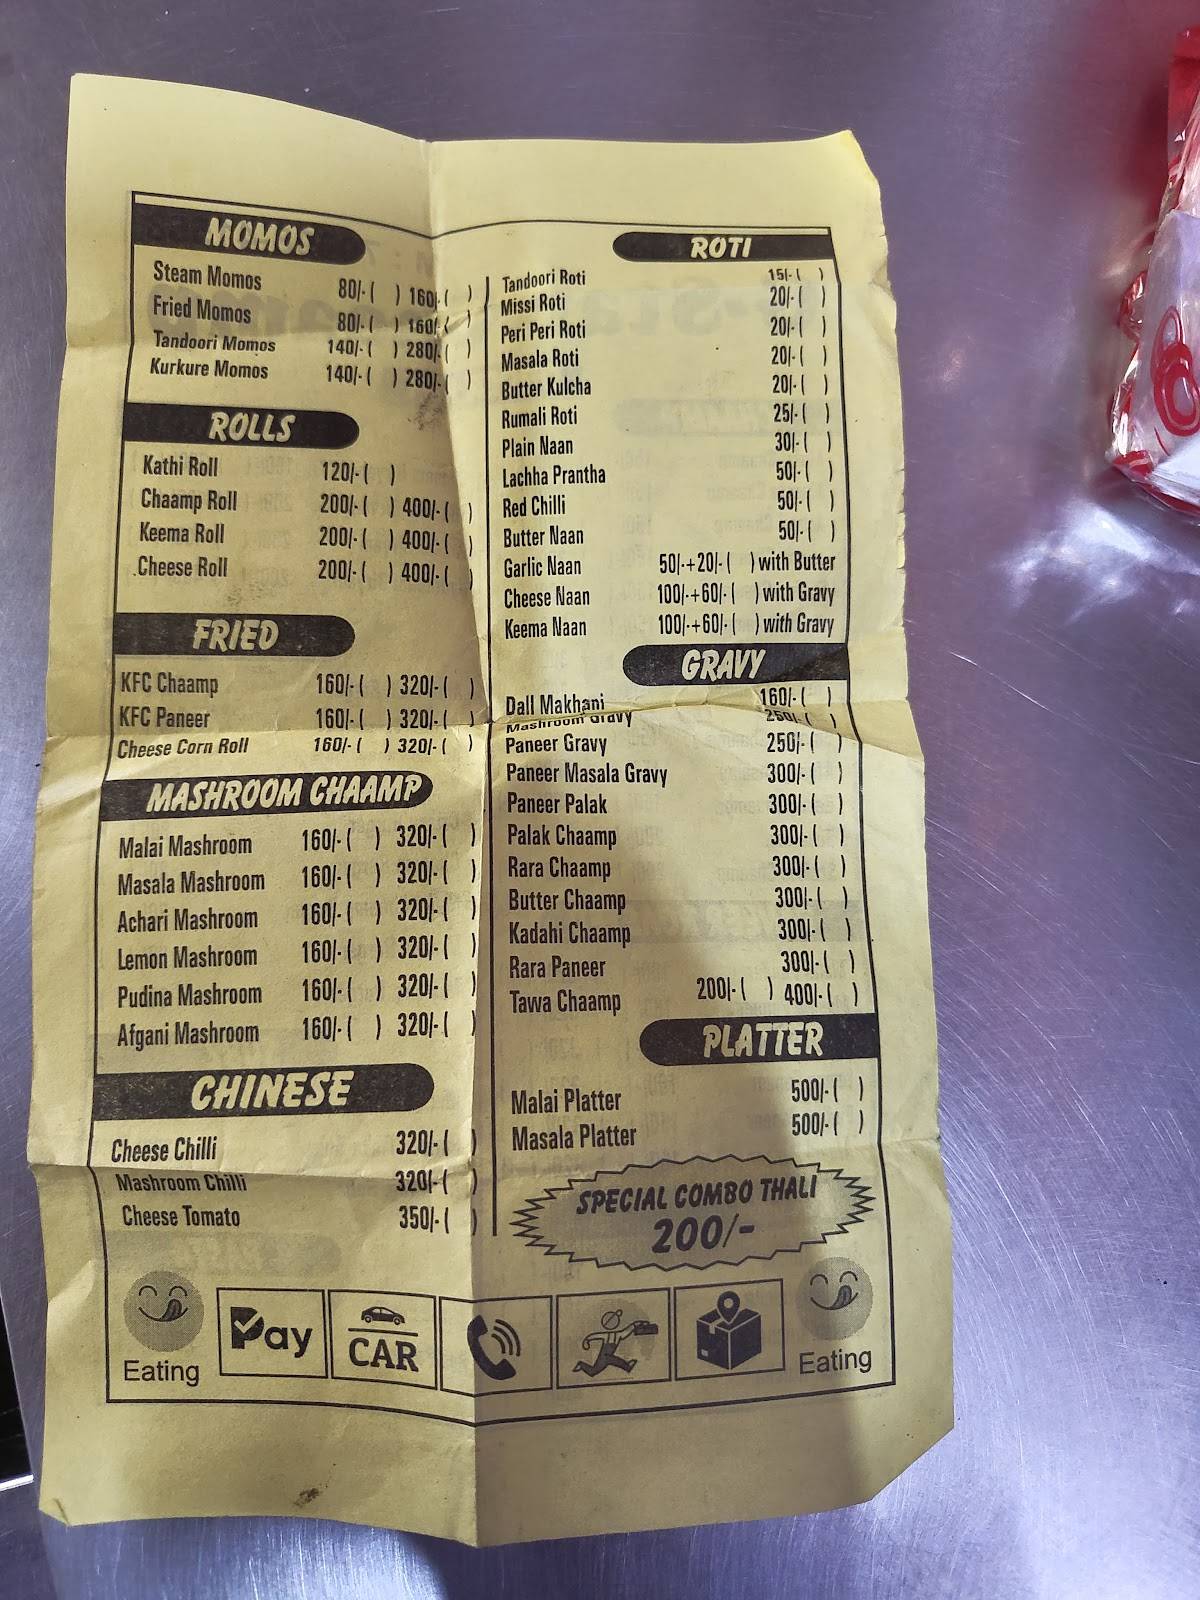 MOMOS
Steam Momos 80/-( ) 160/-( )
Fried Momos 80/-( ) 160/-( )
Tandoori Momos 140/-( ) 280/-( )
Kurkure Momos 140/-( ) 280/-( )
ROLLS
Kathi Roll 120/-( )
Chaamp Roll 200/-( ) 400/-( )
Keema Roll 200/-( ) 400/-( )
Cheese Roll 200/-( ) 400/-( )
FRIED
KFC Chaamp 160/-( ) 320/-( )
KFC Paneer 160/-( ) 320/-( )
Cheese Corn Roll 160/-( ) 320/-( )
MASHROOM CHAAMP
Malai Mashroom 160/-( ) 320/-( )
Masala Mashroom 160/-( ) 320/-( )
Achari Mashroom 160/-( ) 320/-( )
Lemon Mashroom 160/-( ) 320/-( )
Pudina Mashroom 160/-( ) 320/-( )
Afgani Mashroom 160/-( ) 320/-( )
CHINESE
Cheese Chilli 320/-( )
Mashroom Chilli 320/-( )
Cheese Tomato 350/-( )
ROTI
Tandoori Roti 15/-( )
Missi Roti 20/-( )
Peri Peri Roti 20/-( )
Masala Roti 20/-( )
Butter Kulcha 20/-( )
Rumali Roti 25/-( )
Plain Naan 30/-( )
Lachha Prantha 50/-( )
Red Chilli 50/-( )
Butter Naan 50/-( )
Garlic Naan 50/-+20/-( ) with Butter
Cheese Naan 100/-+60/-( ) with Gravy
Keema Naan 100/-+60/-( ) with Gravy
GRAVY
Dall Makhani 160/-( )
Mashroom Gravy 250/-( )
Paneer Gravy 250/-( )
Paneer Masala Gravy 300/-( )
Paneer Palak 300/-( )
Palak Chaamp 300/-( )
Rara Chaamp 300/-( )
Butter Chaamp 300/-( )
Kadahi Chaamp 300/-( )
Rara Paneer 300/-( )
Tawa Chaamp 200/-( ) 400/-( )
PLATTER
Malai Platter 500/-( )
Masala Platter 500/-( )
SPECIAL COMBO THALI
200/-
Eating
Pay
CAR
Eating